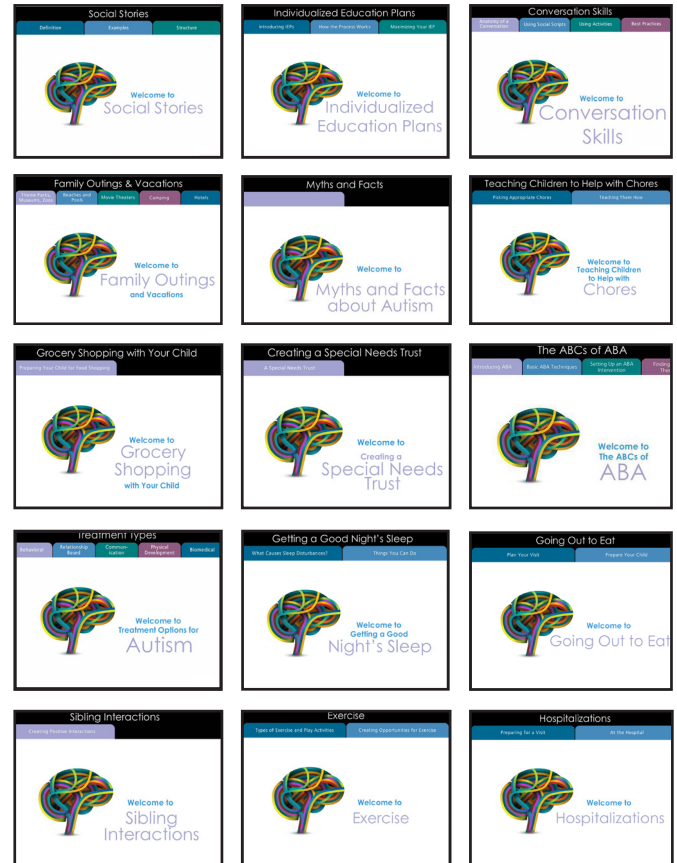 Social Stories
Definition Examples Structure
Welcome to
Social Stories
Individualized Education Plans
Introducing IEPs How the Process Works Maximizing Your IEP
Welcome to
Individualized
Education Plans
Conversation Skills
Anatomy of a
Conversation Using Social Scripts Using Activities Best Practices
Welcome to
Conversation
Skills
Family Outings & Vacations
Theme Parks,
Museums, Zoos Beaches and
Pools Movie Theaters Camping Hotels
Welcome to
Family Outings
and Vacations
Myths and Facts
Welcome to
Myths and Facts
about Autism
Teaching Children to Help with Chores
Picking Appropriate Chores Teaching Them How
Welcome to
Teaching Children
to Help with
Chores
Grocery Shopping with Your Child
Preparing Your Child for Food Shopping
Welcome to
Grocery
Shopping
with Your Child
Creating a Special Needs Trust
A Special Needs Trust
Welcome to
Creating a
Special Needs
Trust
The ABCs of ABA
Introducing ABA Basic ABA Techniques Setting Up an ABA
Intervention Finding
Welcome to
The ABCs of
ABA
Treatment Types
Behavioral Relationship
Board Commun-
ication Physical
Development Biomedical
Welcome to
Treatment Options for
Autism
Getting a Good Night's Sleep
What Causes Sleep Disturbances? Things You Can Do
Welcome to
Getting a Good
Night's Sleep
Going Out to Eat
Plan Your Visit Prepare Your Child
Welcome to
Going Out to Eat
Sibling Interactions
Creating Positive Interactions
Welcome to
Sibling
Interactions
Exercise
Types of Exercise and Play Activities Creating Opportunities for Exercise
Welcome to
Exercise
Hospitalizations
Preparing for a Visit At the Hospital
Welcome to
Hospitalizations